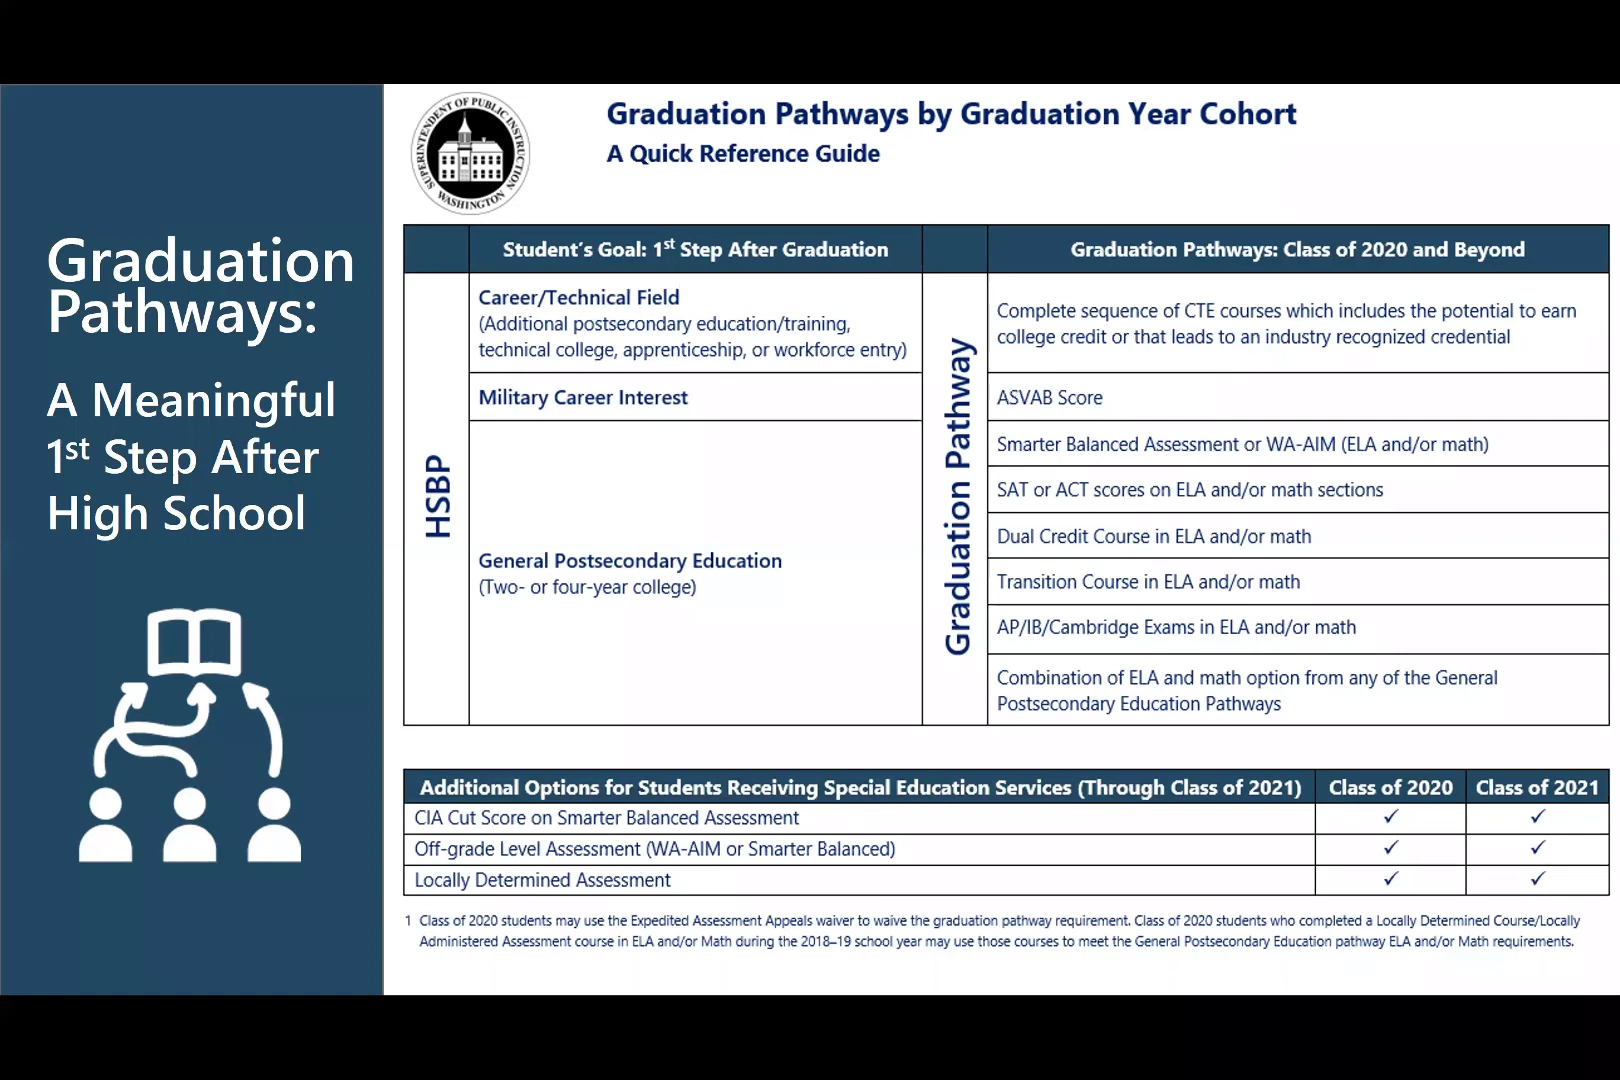 Graduation
Pathways:
A Meaningful
1st Step After
High School
SUPERINTENDENT OF PUBLIC INSTRUCTION
WASHINGTON
Graduation Pathways by Graduation Year Cohort
A Quick Reference Guide
Student's Goal: 1st Step After Graduation
Graduation Pathways: Class of 2020 and Beyond
HSBP
Career/Technical Field
(Additional postsecondary education/training,
technical college, apprenticeship, or workforce entry)
Military Career Interest
General Postsecondary Education
(Two- or four-year college)
Graduation Pathway
Complete sequence of CTE courses which includes the potential to earn
college credit or that leads to an industry recognized credential
ASVAB Score
Smarter Balanced Assessment or WA-AIM (ELA and/or math)
SAT or ACT scores on ELA and/or math sections
Dual Credit Course in ELA and/or math
Transition Course in ELA and/or math
AP/IB/Cambridge Exams in ELA and/or math
Combination of ELA and math option from any of the General
Postsecondary Education Pathways
Additional Options for Students Receiving Special Education Services (Through Class of 2021) Class of 2020 Class of 2021
CIA Cut Score on Smarter Balanced Assessment ✓ ✓
Off-grade Level Assessment (WA-AIM or Smarter Balanced) ✓ ✓
Locally Determined Assessment ✓ ✓
1 Class of 2020 students may use the Expedited Assessment Appeals waiver to waive the graduation pathway requirement. Class of 2020 students who completed a Locally Determined Course/Locally
Administered Assessment course in ELA and/or Math during the 2018–19 school year may use those courses to meet the General Postsecondary Education pathway ELA and/or Math requirements.